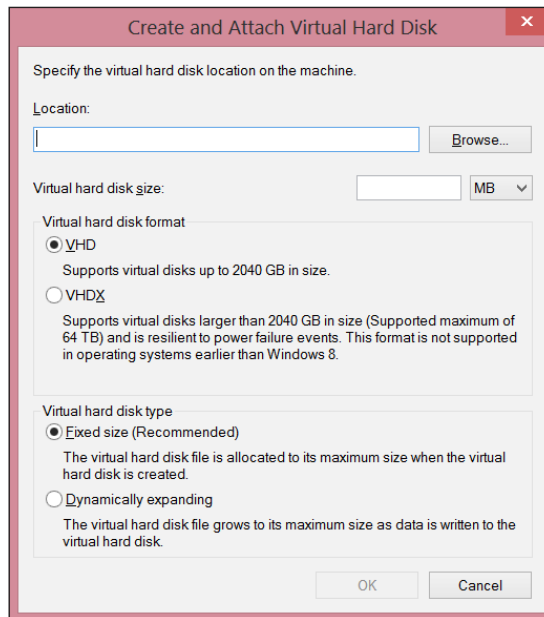 Create and Attach Virtual Hard Disk
Specify the virtual hard disk location on the machine.
Location:
Browse...
Virtual hard disk size:
MB
Virtual hard disk format
VHD
Supports virtual disks up to 2040 GB in size.
VHDX
Supports virtual disks larger than 2040 GB in size (Supported maximum of
64 TB) and is resilient to power failure events. This format is not supported
in operating systems earlier than Windows 8.
Virtual hard disk type
Fixed size (Recommended)
The virtual hard disk file is allocated to its maximum size when the virtual
hard disk is created.
Dynamically expanding
The virtual hard disk file grows to its maximum size as data is written to the
virtual hard disk.
OK
Cancel